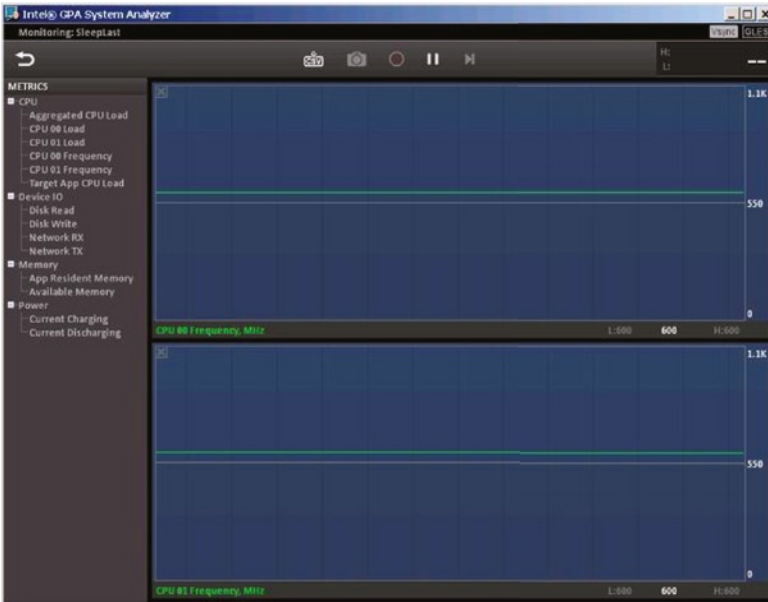 Intel® GPA System Analyzer
Monitoring: SleepLast
Vsync GLES
CSV
H:
L:
--
METRICS
CPU
Aggregated CPU Load
CPU 00 Load
CPU 01 Load
CPU 00 Frequency
CPU 01 Frequency
Target App CPU Load
Device IO
Disk Read
Disk Write
Network RX
Network TX
Memory
App Resident Memory
Available Memory
Power
Current Charging
Current Discharging
1.1K
550
0
CPU 00 Frequency, MHz L:600 600 H:600
1.1K
550
0
CPU 01 Frequency, MHz L:600 600 H:600